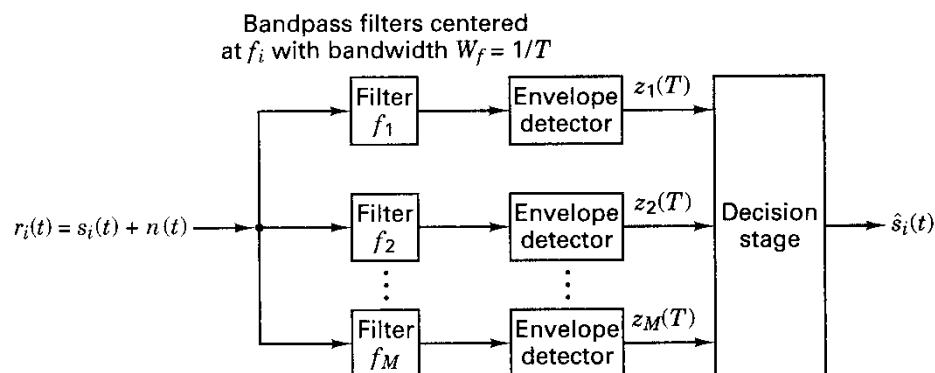 Bandpass filters centered
at f_i with bandwidth W_f = 1/T
Filter
f_1
Envelope
detector
z_1(T)
r_i(t) = s_i(t) + n(t)
Filter
f_2
Envelope
detector
z_2(T)
Decision
stage
ŝ_i(t)
Filter
f_M
Envelope
detector
z_M(T)